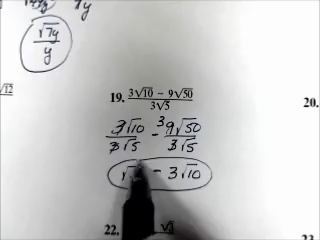 √7y / y
√12
19. (3√10 − 9√50) / (3√5)
20.
3√10 / 3√5 − 3 9√50 / 3√5
− 3√10
22.